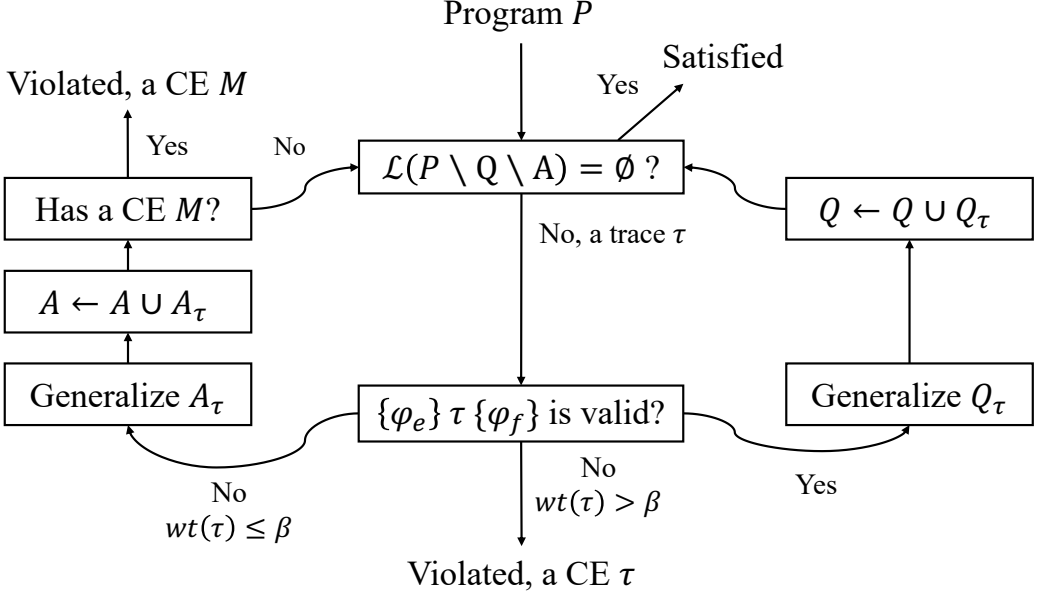 Program P
Satisfied
Yes
Violated, a CE M
Yes
No
ℒ(P \ Q \ A) = ∅ ?
Has a CE M?
Q ← Q ∪ Q_τ
No, a trace τ
A ← A ∪ A_τ
Generalize A_τ
{φ_e} τ {φ_f} is valid?
Generalize Q_τ
No
wt(τ) ≤ β
No
wt(τ) > β
Yes
Violated, a CE τ